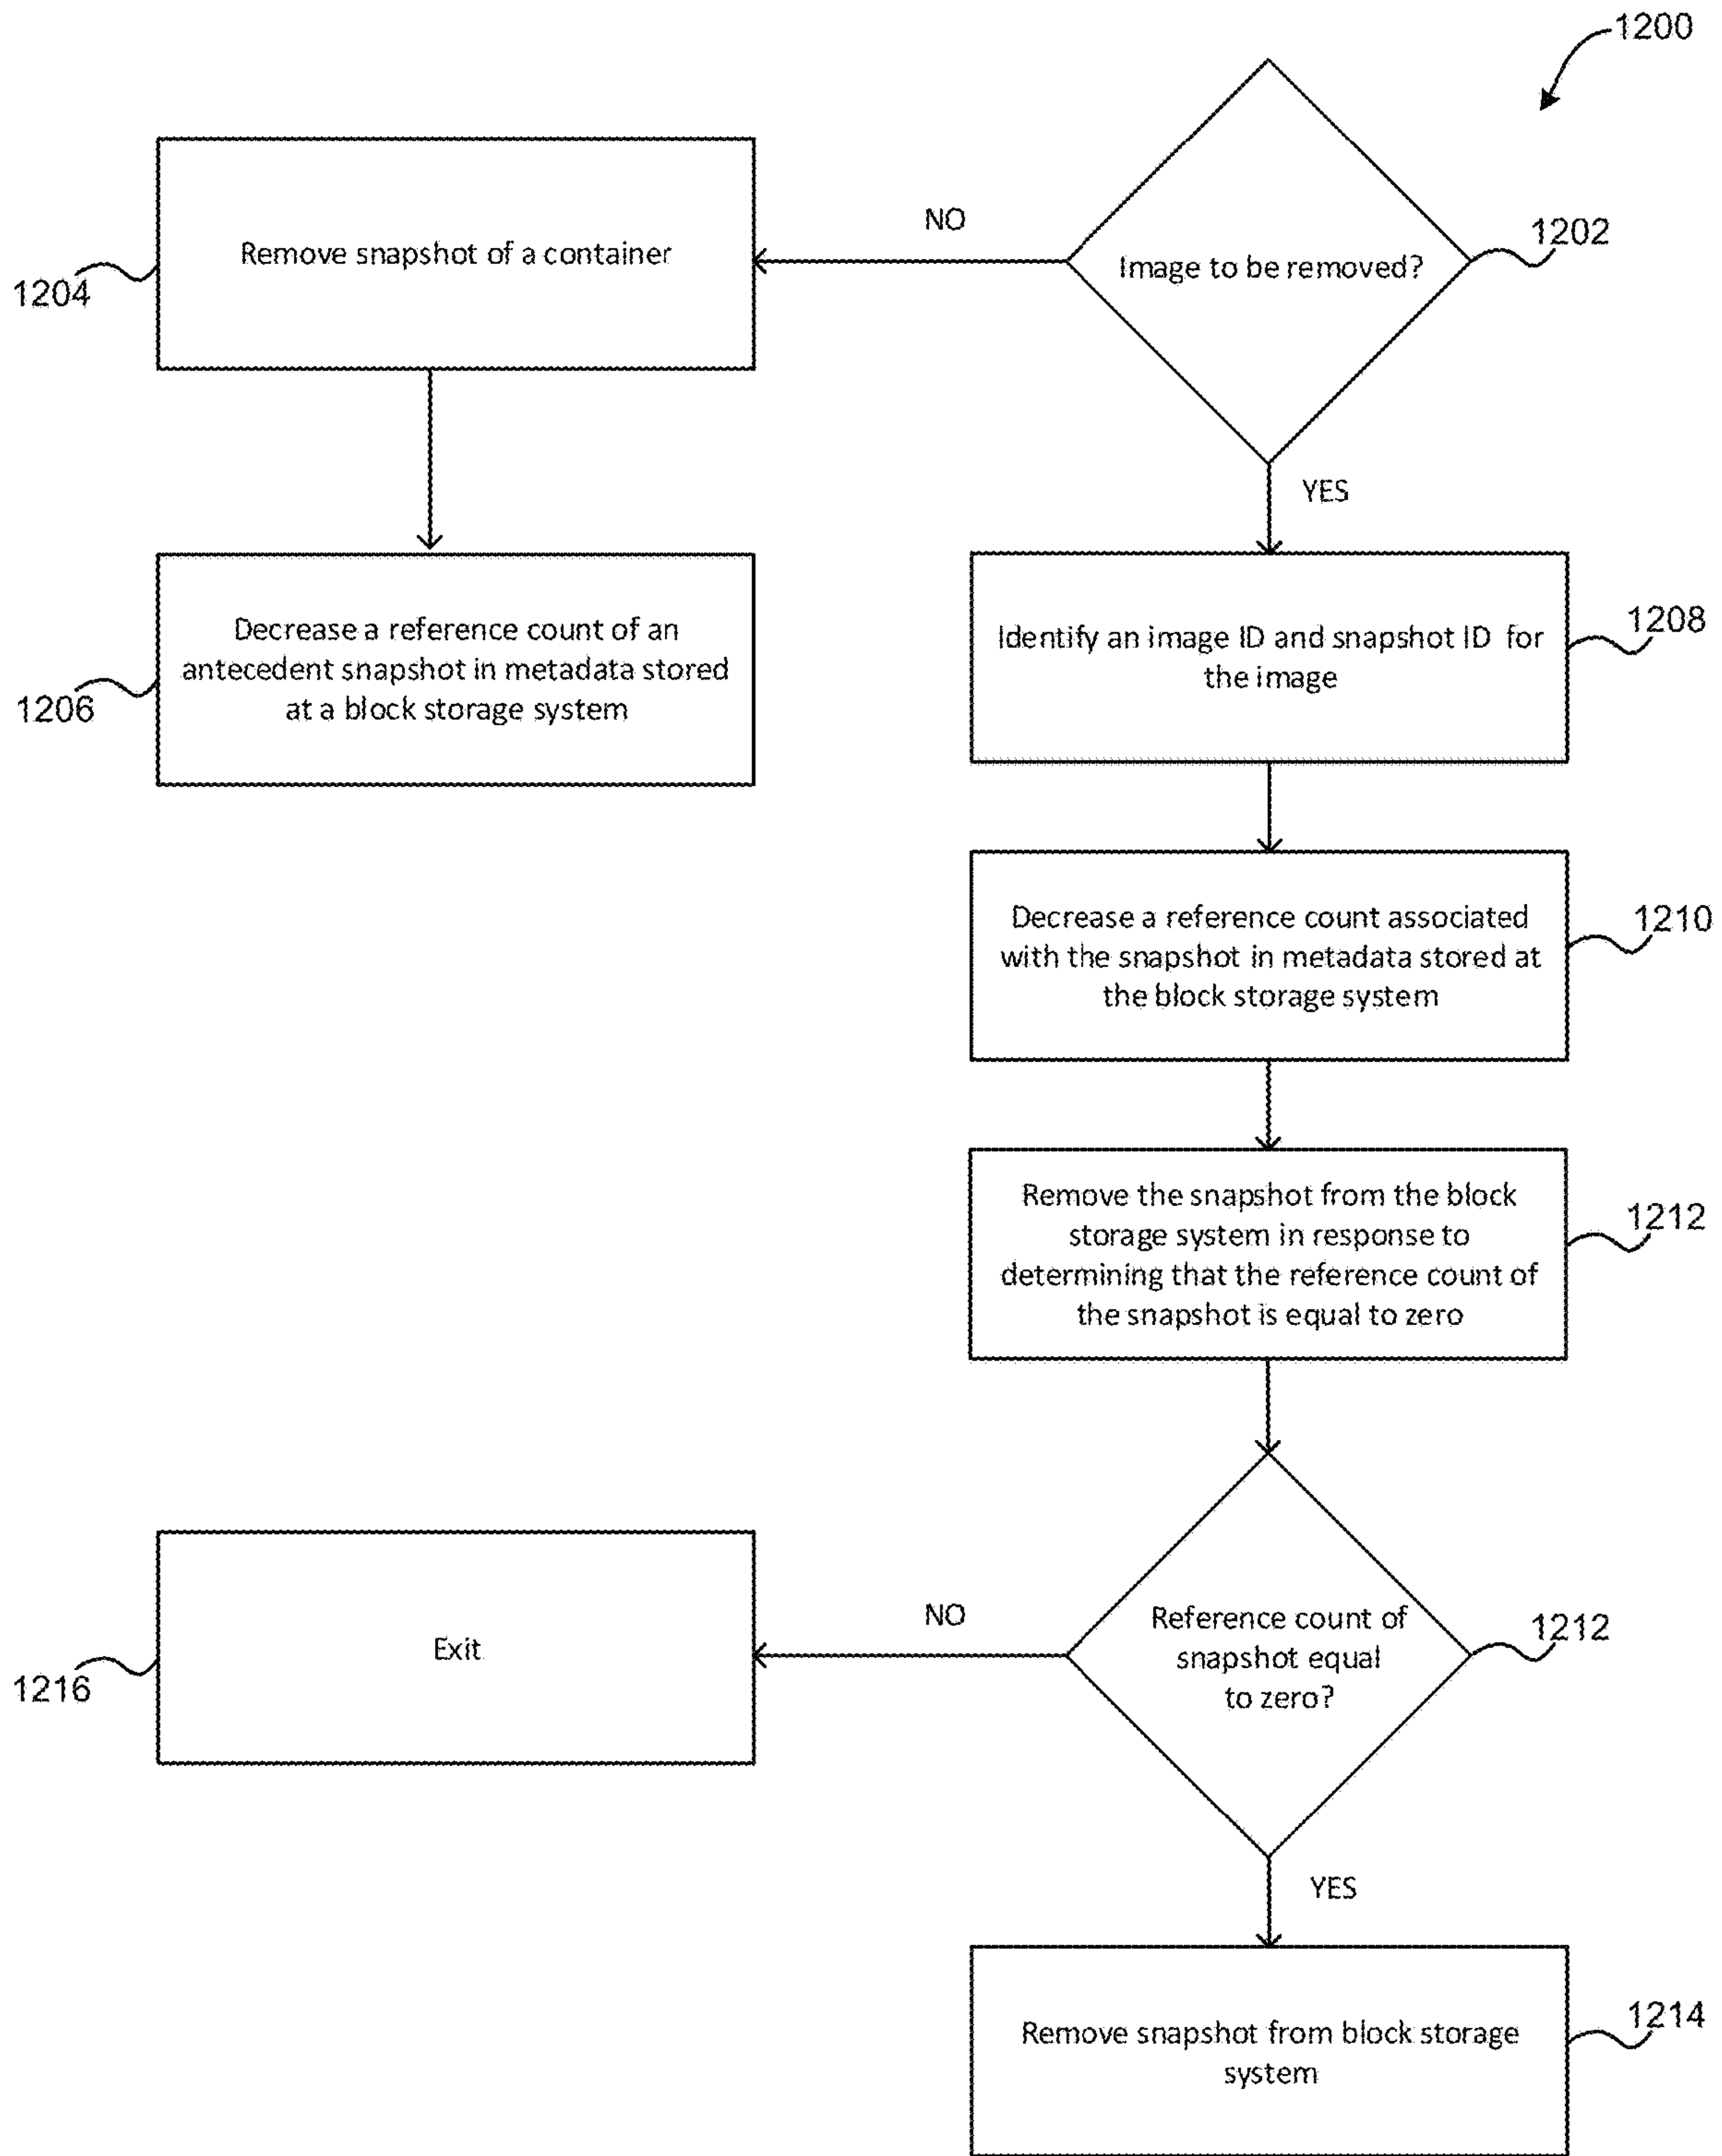 1200
Remove snapshot of a container
1204
NO
Image to be removed?
1202
YES
Decrease a reference count of an
antecedent snapshot in metadata stored
at a block storage system
1206
Identify an image ID and snapshot ID for
the image
1208
Decrease a reference count associated
with the snapshot in metadata stored at
the block storage system
1210
Remove the snapshot from the block
storage system in response to
determining that the reference count of
the snapshot is equal to zero
1212
Exit
1216
NO
Reference count of
snapshot equal
to zero?
1212
YES
Remove snapshot from block storage
system
1214